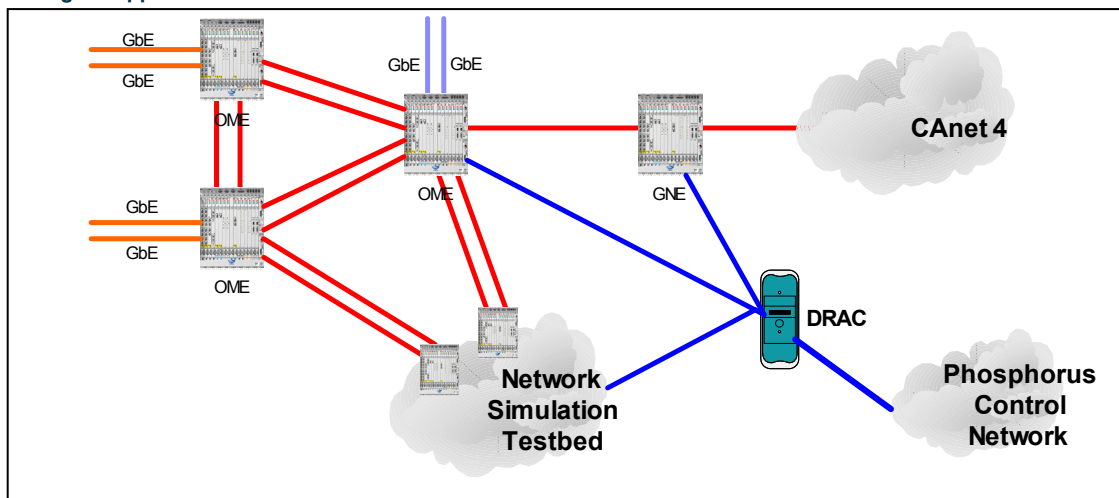 GbE
GbE
OME
GbE
GbE
OME
GbE
GbE
OME
GNE
CAnet 4
DRAC
Network
Simulation
Testbed
Phosphorus
Control
Network